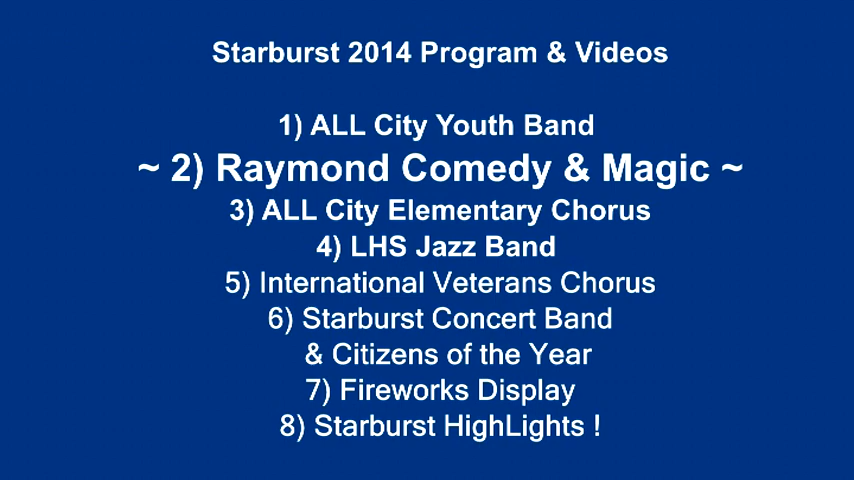 Starburst 2014 Program & Videos
1) ALL City Youth Band
~ 2) Raymond Comedy & Magic ~
3) ALL City Elementary Chorus
4) LHS Jazz Band
5) International Veterans Chorus
6) Starburst Concert Band
& Citizens of the Year
7) Fireworks Display
8) Starburst HighLights !